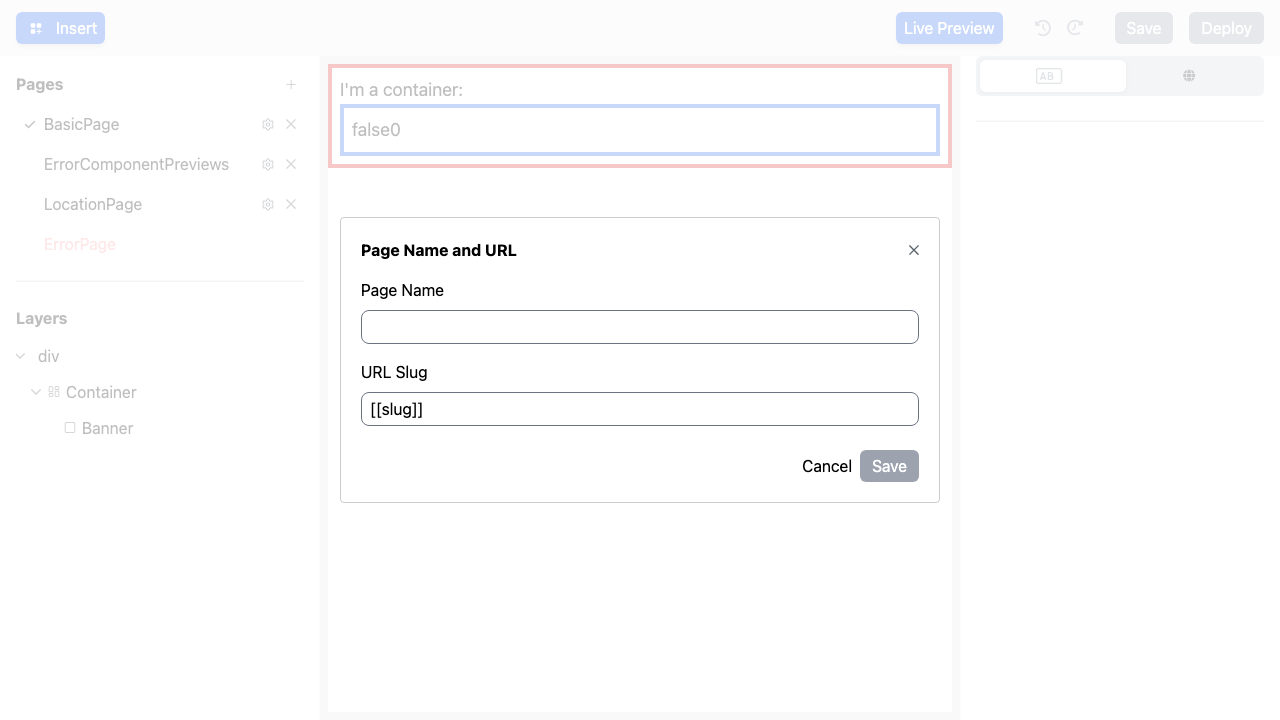 Insert
Live Preview
Save
Deploy
Pages
BasicPage
ErrorComponentPreviews
LocationPage
ErrorPage
Layers
div
Container
Banner
I'm a container:
false0
Page Name and URL
Page Name
URL Slug
[[slug]]
Cancel
Save
AB